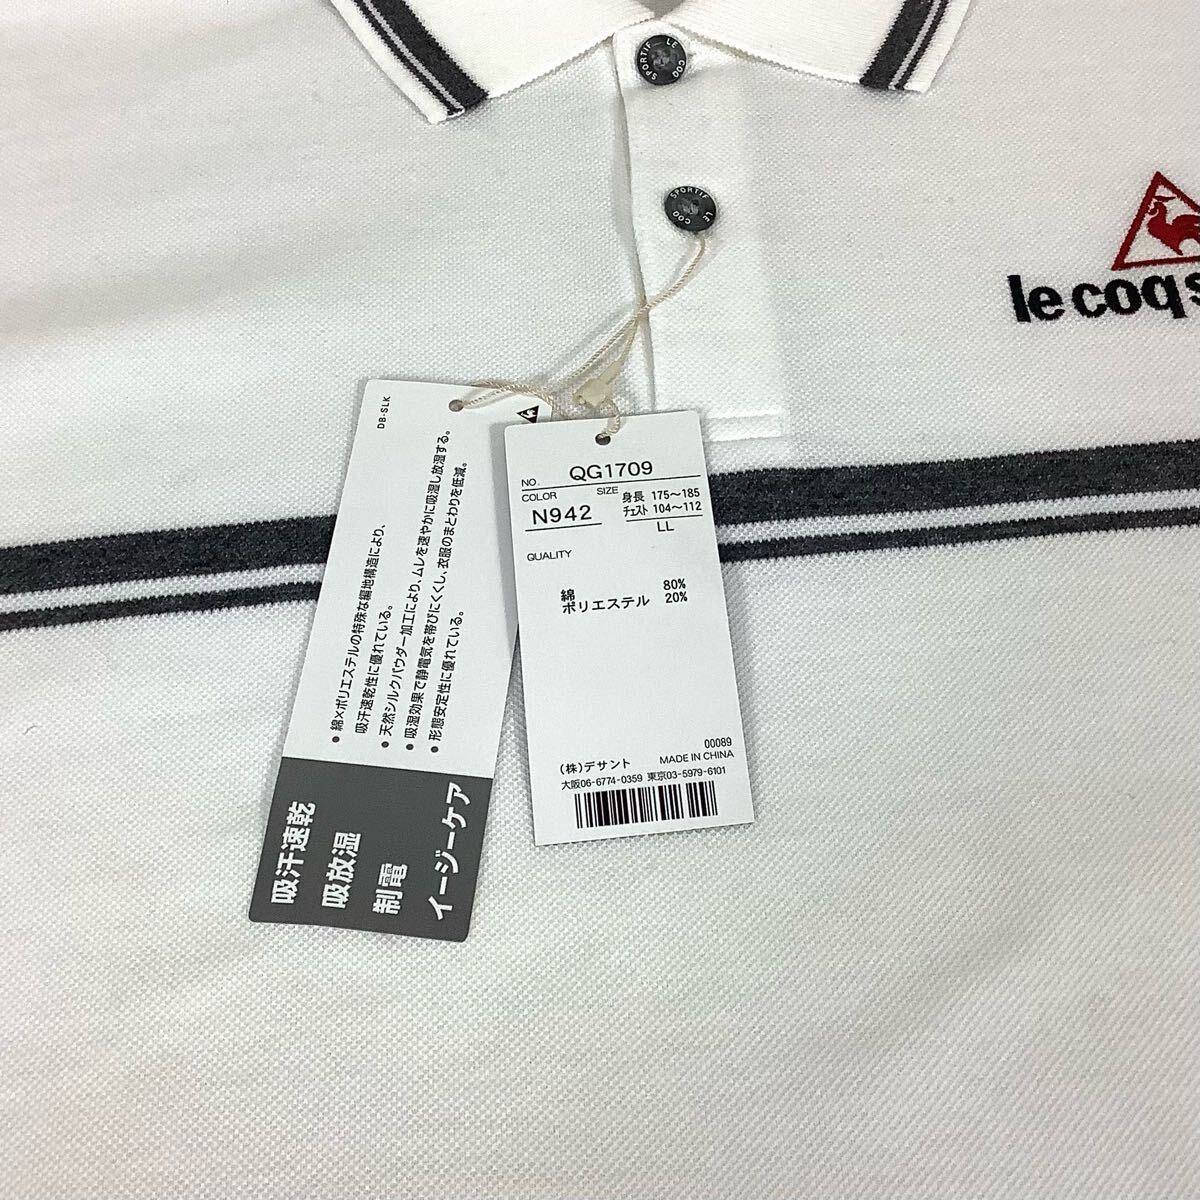 LE COQ SPORTIF
LE COQ SPORTIF
le coq s
DB-SLK
• 綿×ポリエステルの特殊な編地構造により、
吸汗速乾性に優れている。
• 天然シルクパウダー加工により、ムレを速やかに吸湿し放湿する。
• 吸湿効果で静電気を帯びにくくし、衣服のまとわりを低減。
• 形態安定性に優れている。
吸汗速乾
吸放湿
制電
イージーケア
NO. QG1709
COLOR SIZE 身長 175～185
N942 チェスト 104～112
LL
QUALITY
綿 80%
ポリエステル 20%
00089
(株)デサント MADE IN CHINA
大阪06-6774-0359 東京03-5979-6101